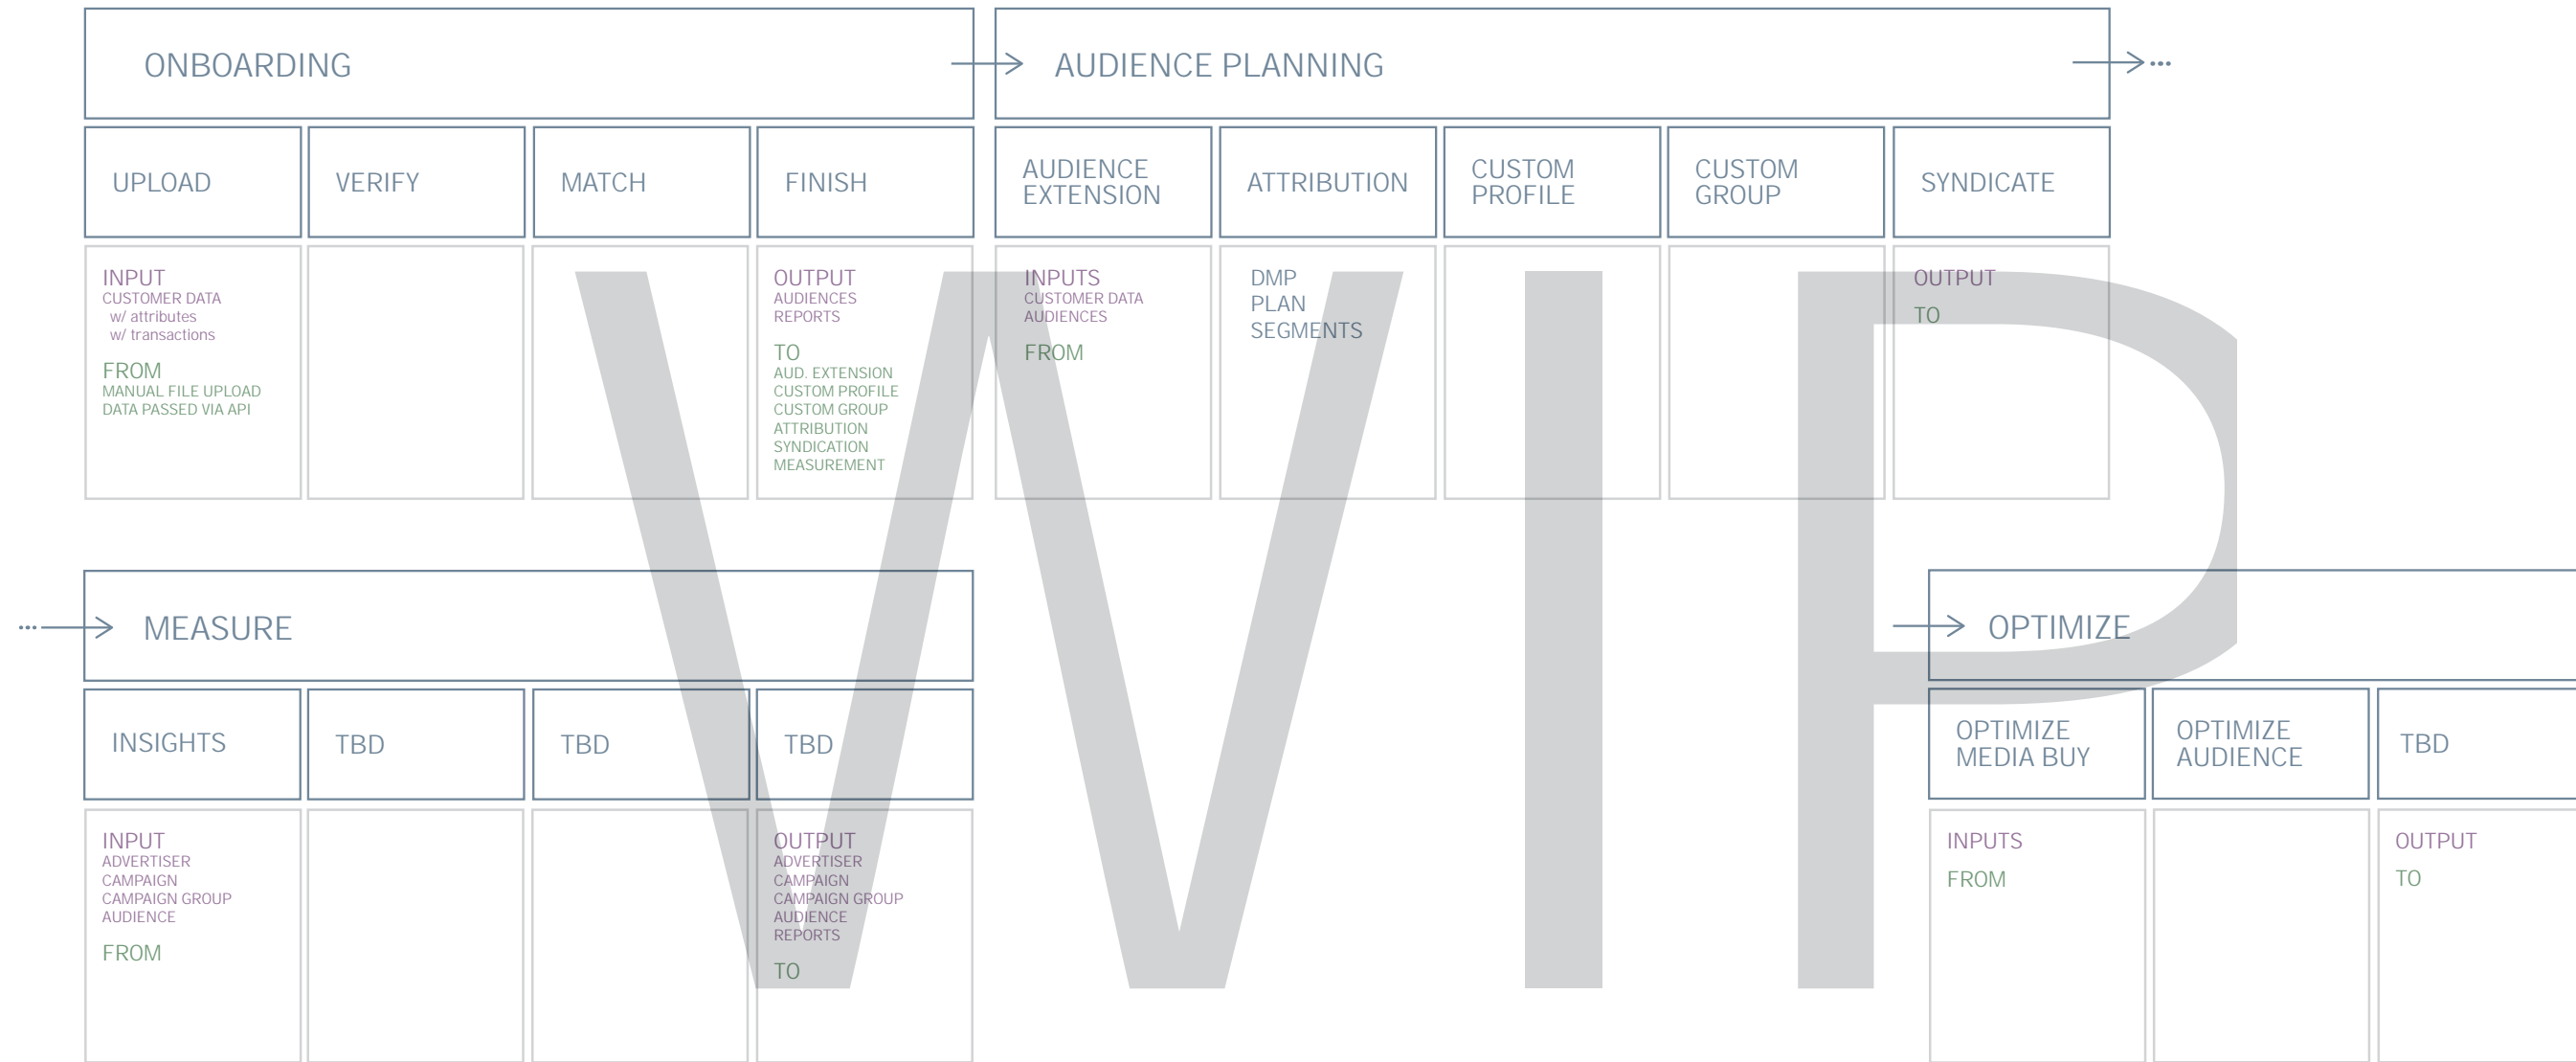 ONBOARDING
AUDIENCE PLANNING
...
UPLOAD
VERIFY
MATCH
FINISH
AUDIENCE
EXTENSION
ATTRIBUTION
CUSTOM
PROFILE
CUSTOM
GROUP
SYNDICATE
INPUT
CUSTOMER DATA
w/ attributes
w/ transactions
FROM
MANUAL FILE UPLOAD
DATA PASSED VIA API
OUTPUT
AUDIENCES
REPORTS
TO
AUD. EXTENSION
CUSTOM PROFILE
CUSTOM GROUP
ATTRIBUTION
SYNDICATION
MEASUREMENT
INPUTS
CUSTOMER DATA
AUDIENCES
FROM
DMP
PLAN
SEGMENTS
OUTPUT
TO
WIP
...
MEASURE
OPTIMIZE
INSIGHTS
TBD
TBD
TBD
OPTIMIZE
MEDIA BUY
OPTIMIZE
AUDIENCE
TBD
INPUT
ADVERTISER
CAMPAIGN
CAMPAIGN GROUP
AUDIENCE
FROM
OUTPUT
ADVERTISER
CAMPAIGN
CAMPAIGN GROUP
AUDIENCE
REPORTS
TO
INPUTS
FROM
OUTPUT
TO